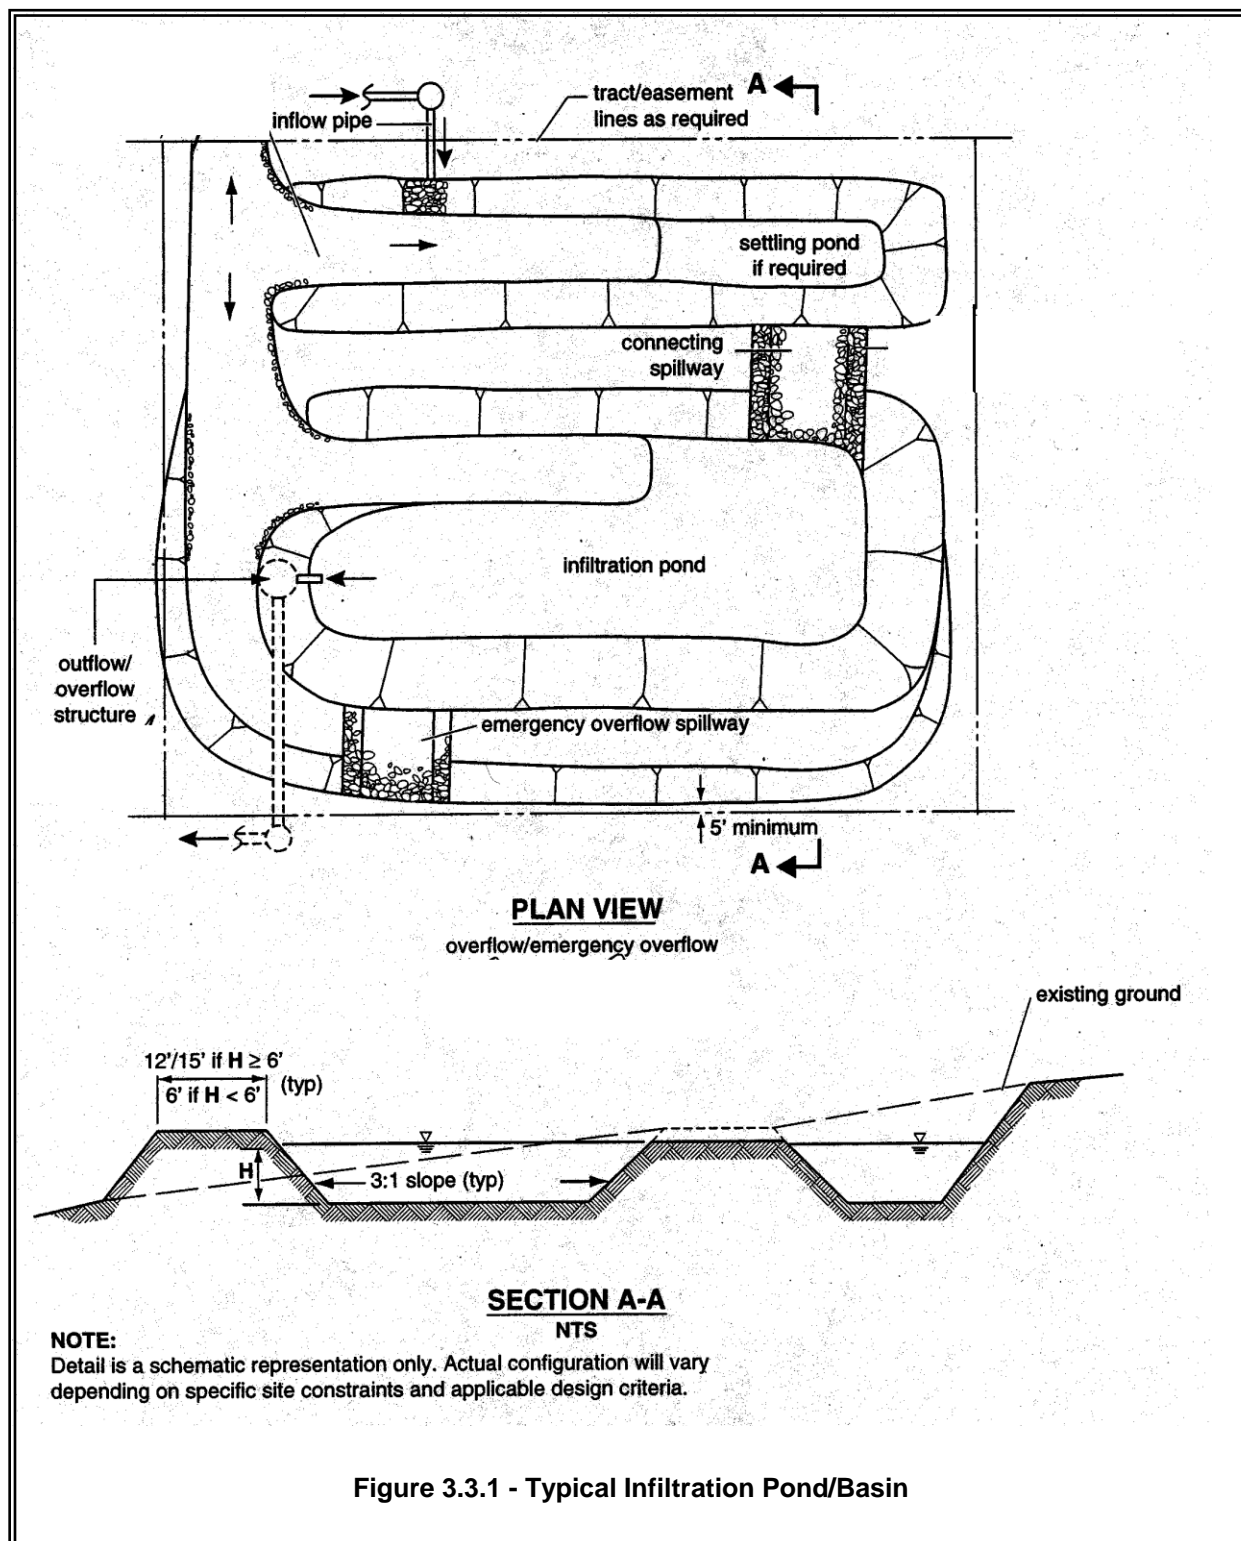 A
tract/easement
lines as required
inflow pipe
settling pond
if required
connecting
spillway
infiltration pond
outflow/
overflow
structure
emergency overflow spillway
5' minimum
A
PLAN VIEW
overflow/emergency overflow
existing ground
12'/15' if H ≥ 6'
6' if H < 6'
(typ)
H
3:1 slope (typ)
SECTION A-A
NTS
NOTE:
Detail is a schematic representation only. Actual configuration will vary
depending on specific site constraints and applicable design criteria.
Figure 3.3.1 - Typical Infiltration Pond/Basin